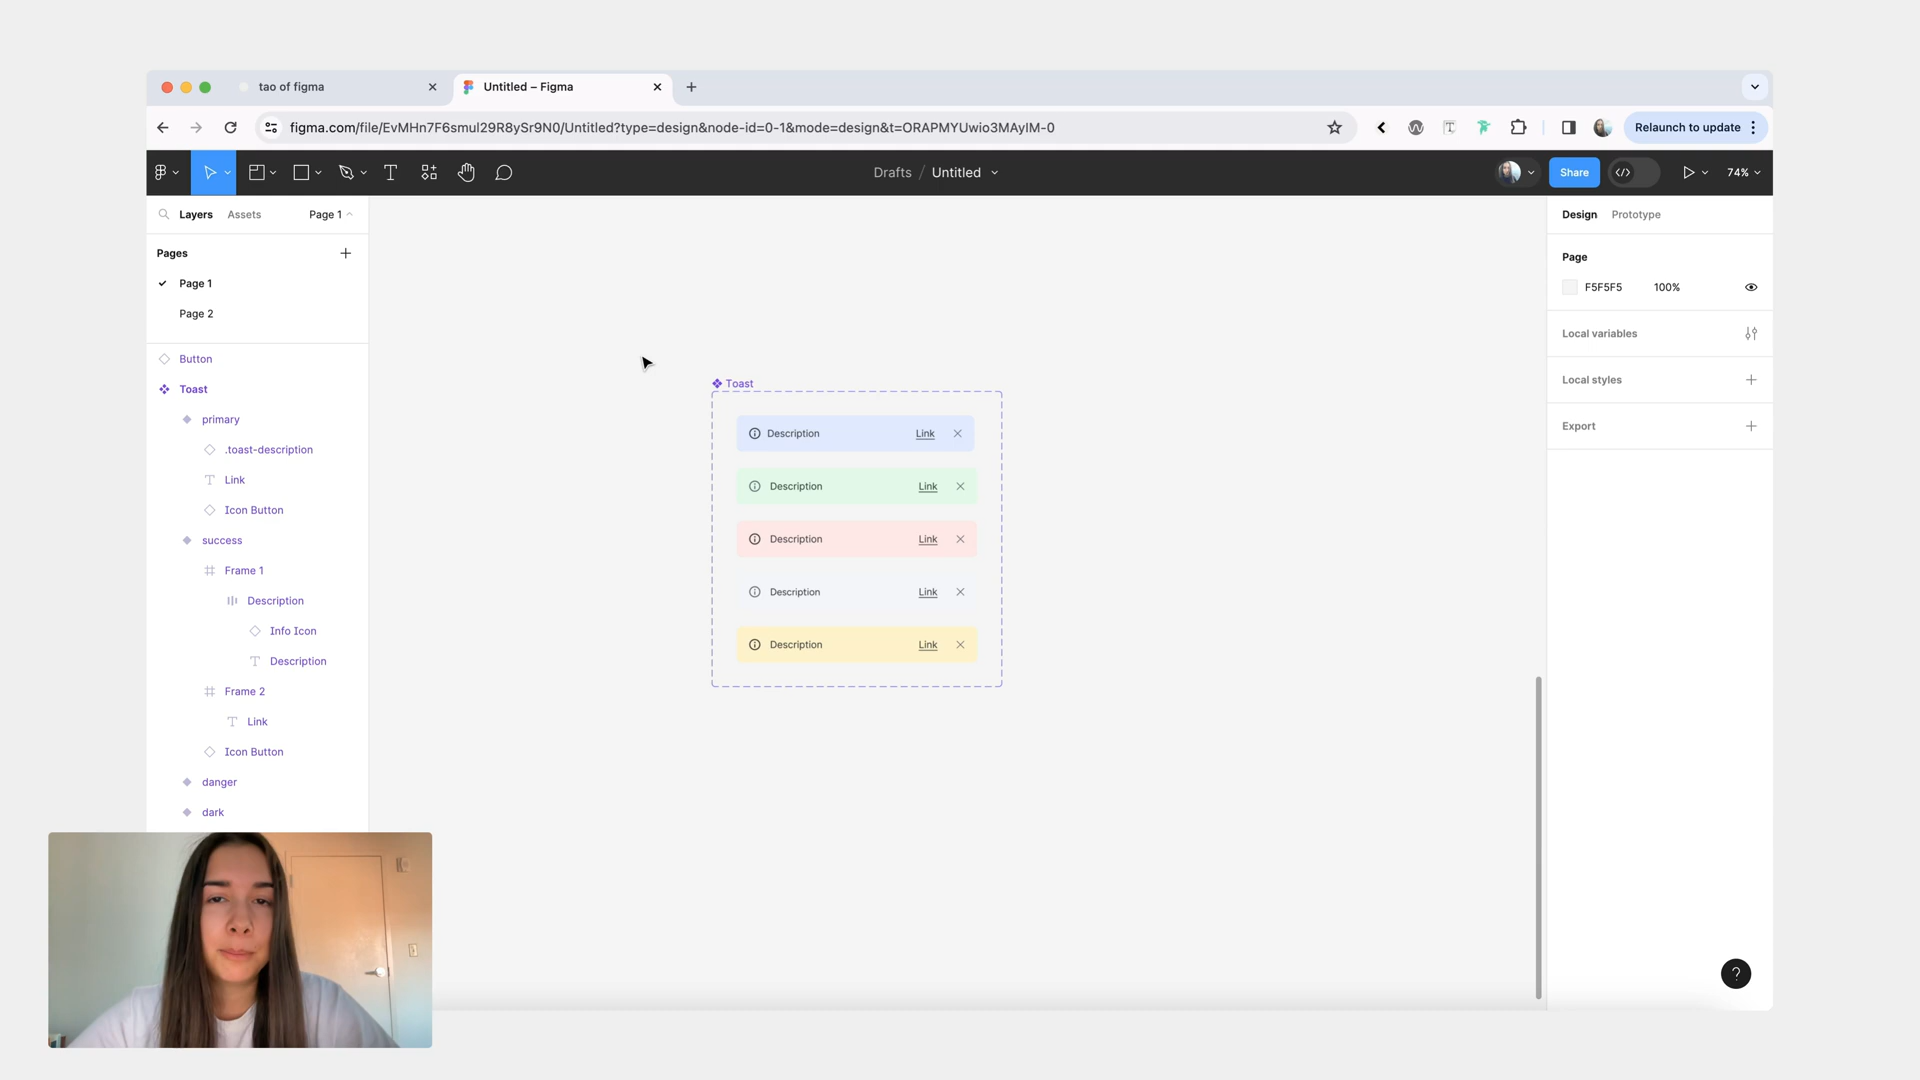 tao of figma
Untitled – Figma
figma.com/file/EvMHn7F6smul29R8ySr9N0/Untitled?type=design&node-id=0-1&mode=design&t=ORAPMYUwio3MAyIM-0
Relaunch to update
Drafts / Untitled
Share
74%
Layers
Assets
Page 1
Pages
Page 1
Page 2
Button
Toast
primary
.toast-description
Link
Icon Button
success
Frame 1
Description
Info Icon
Description
Frame 2
Link
Icon Button
danger
dark
Toast
Description Link
Description Link
Description Link
Description Link
Description Link
Design
Prototype
Page
F5F5F5 100%
Local variables
Local styles
Export
?